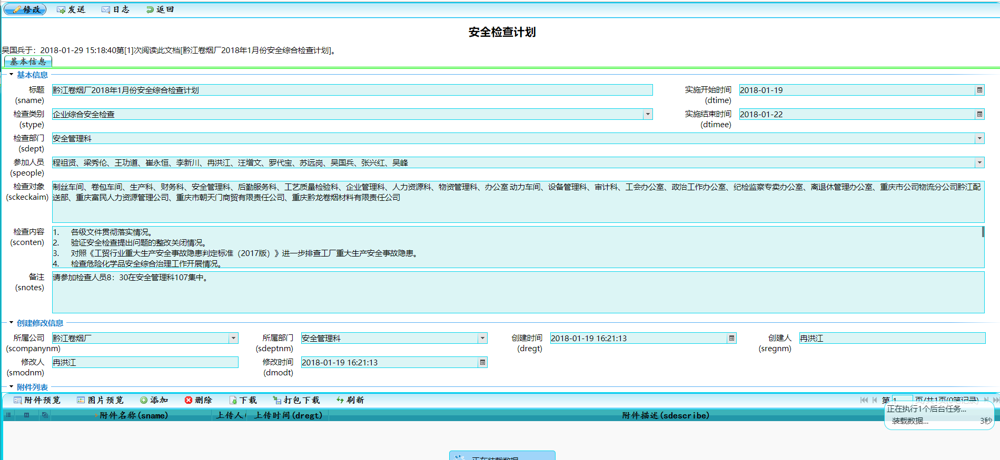 修改 发送 日志 返回
安全检查计划
吴国兵于：2018-01-29 15:18:40第[1]次阅读此文档[黔江卷烟厂2018年1月份安全综合检查计划]。
基本信息
基本信息
标题 黔江卷烟厂2018年1月份安全综合检查计划 实施开始时间 2018-01-19
(sname) (dtime)
检查类别 企业综合安全检查 实施结束时间 2018-01-22
(stype) (dtimee)
检查部门 安全管理科
(sdept)
参加人员 程祖贤、梁秀伦、王功道、崔永恒、李新川、冉洪江、汪增文、罗代宝、苏远岗、吴国兵、张兴红、吴峰
(speople)
检查对象 制丝车间、卷包车间、生产科、财务科、安全管理科、后勤服务科、工艺质量检验科、企业管理科、人力资源科、物资管理科、办公室 动力车间、设备管理科、审计科、工会办公室、政治工作办公室、纪检监察专卖办公室、离退休管理办公室、重庆市公司物流分公司黔江配
(sckeckaim) 送部、重庆富民人力资源管理公司、重庆市朝天门商贸有限责任公司、重庆黔龙卷烟材料有限责任公司
检查内容 1. 各级文件贯彻落实情况。
(sconten) 2. 验证安全检查提出问题的整改关闭情况。
3. 对照《工贸行业重大生产安全事故隐患判定标准（2017版）》进一步排查工厂重大生产安全事故隐患。
4. 检查危险化学品安全综合治理工作开展情况。
备注 请参加检查人员8：30在安全管理科107集中。
(snotes)
创建修改信息
所属公司 黔江卷烟厂 所属部门 安全管理科 创建时间 2018-01-19 16:21:13 创建人 冉洪江
(scompanynm) (sdeptnm) (dregt) (sregnm)
修改人 冉洪江 修改时间 2018-01-19 16:21:13
(smodnm) (dmodt)
附件列表
附件预览 图片预览 添加 删除 下载 打包下载 刷新 第 1 页/共1页(0笔记录)
正在执行1个后台任务...
附件名称(sname) 上传人( 上传时间(dregt) 附件描述(sdescribe)
装载数据... 3秒
正在装载数据